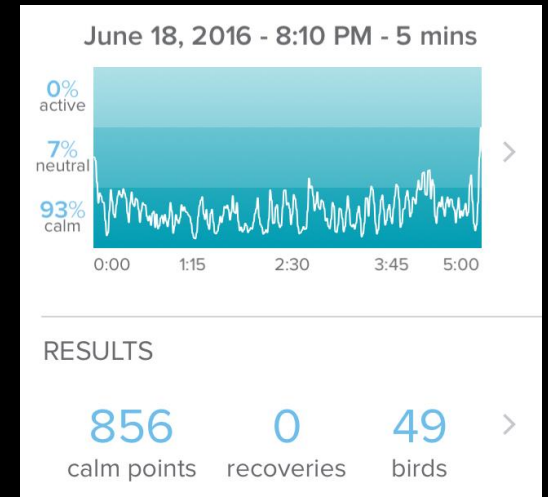 June 18, 2016 - 8:10 PM - 5 mins
0%
active
7%
neutral
93%
calm
0:00 1:15 2:30 3:45 5:00
RESULTS
856 0 49
calm points recoveries birds